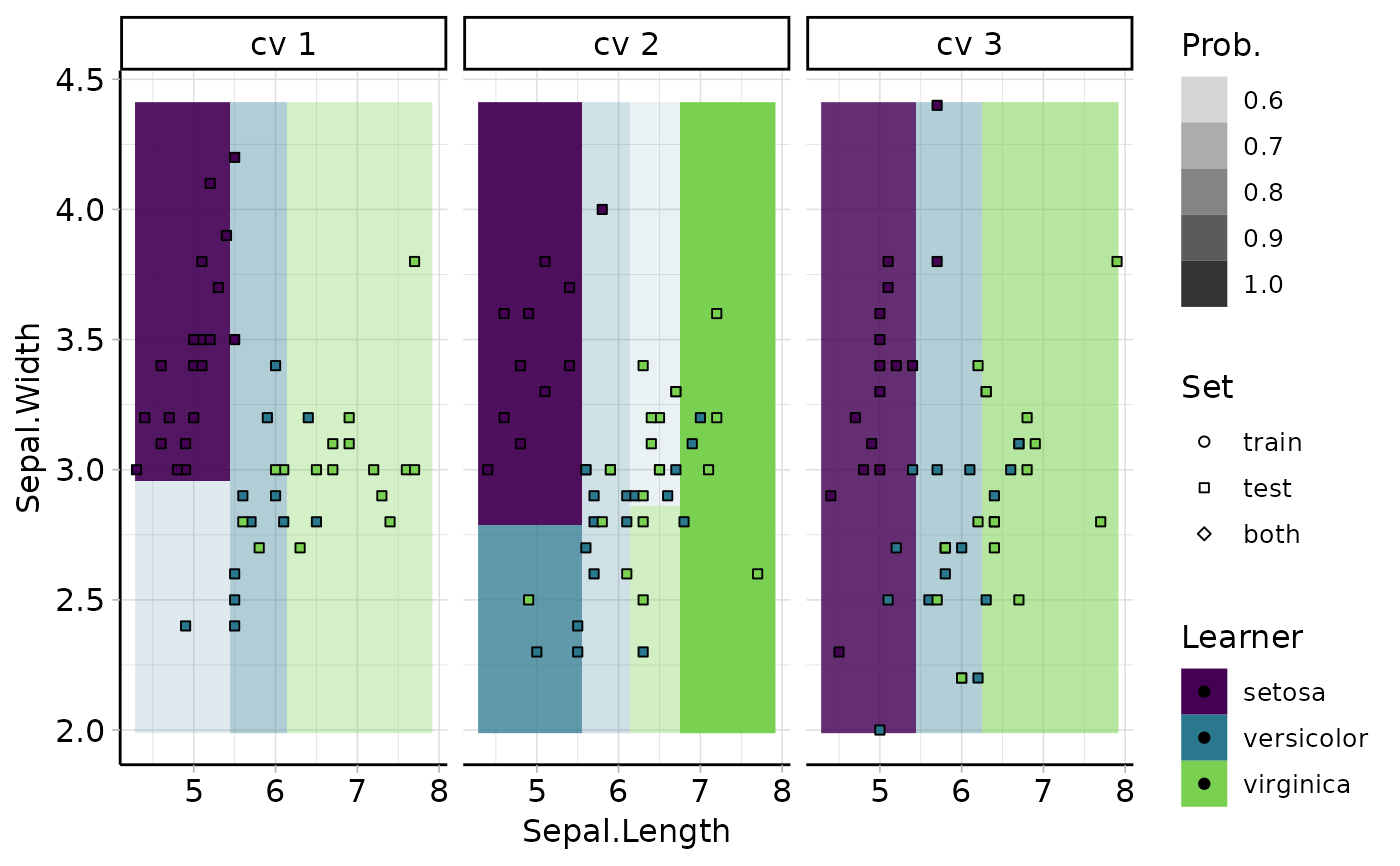 cv 1
cv 2
cv 3
4.5
4.0
3.5
3.0
2.5
2.0
Sepal.Width
5 6 7 8
5 6 7 8
5 6 7 8
Sepal.Length
Prob.
0.6
0.7
0.8
0.9
1.0
Set
train
test
both
Learner
setosa
versicolor
virginica